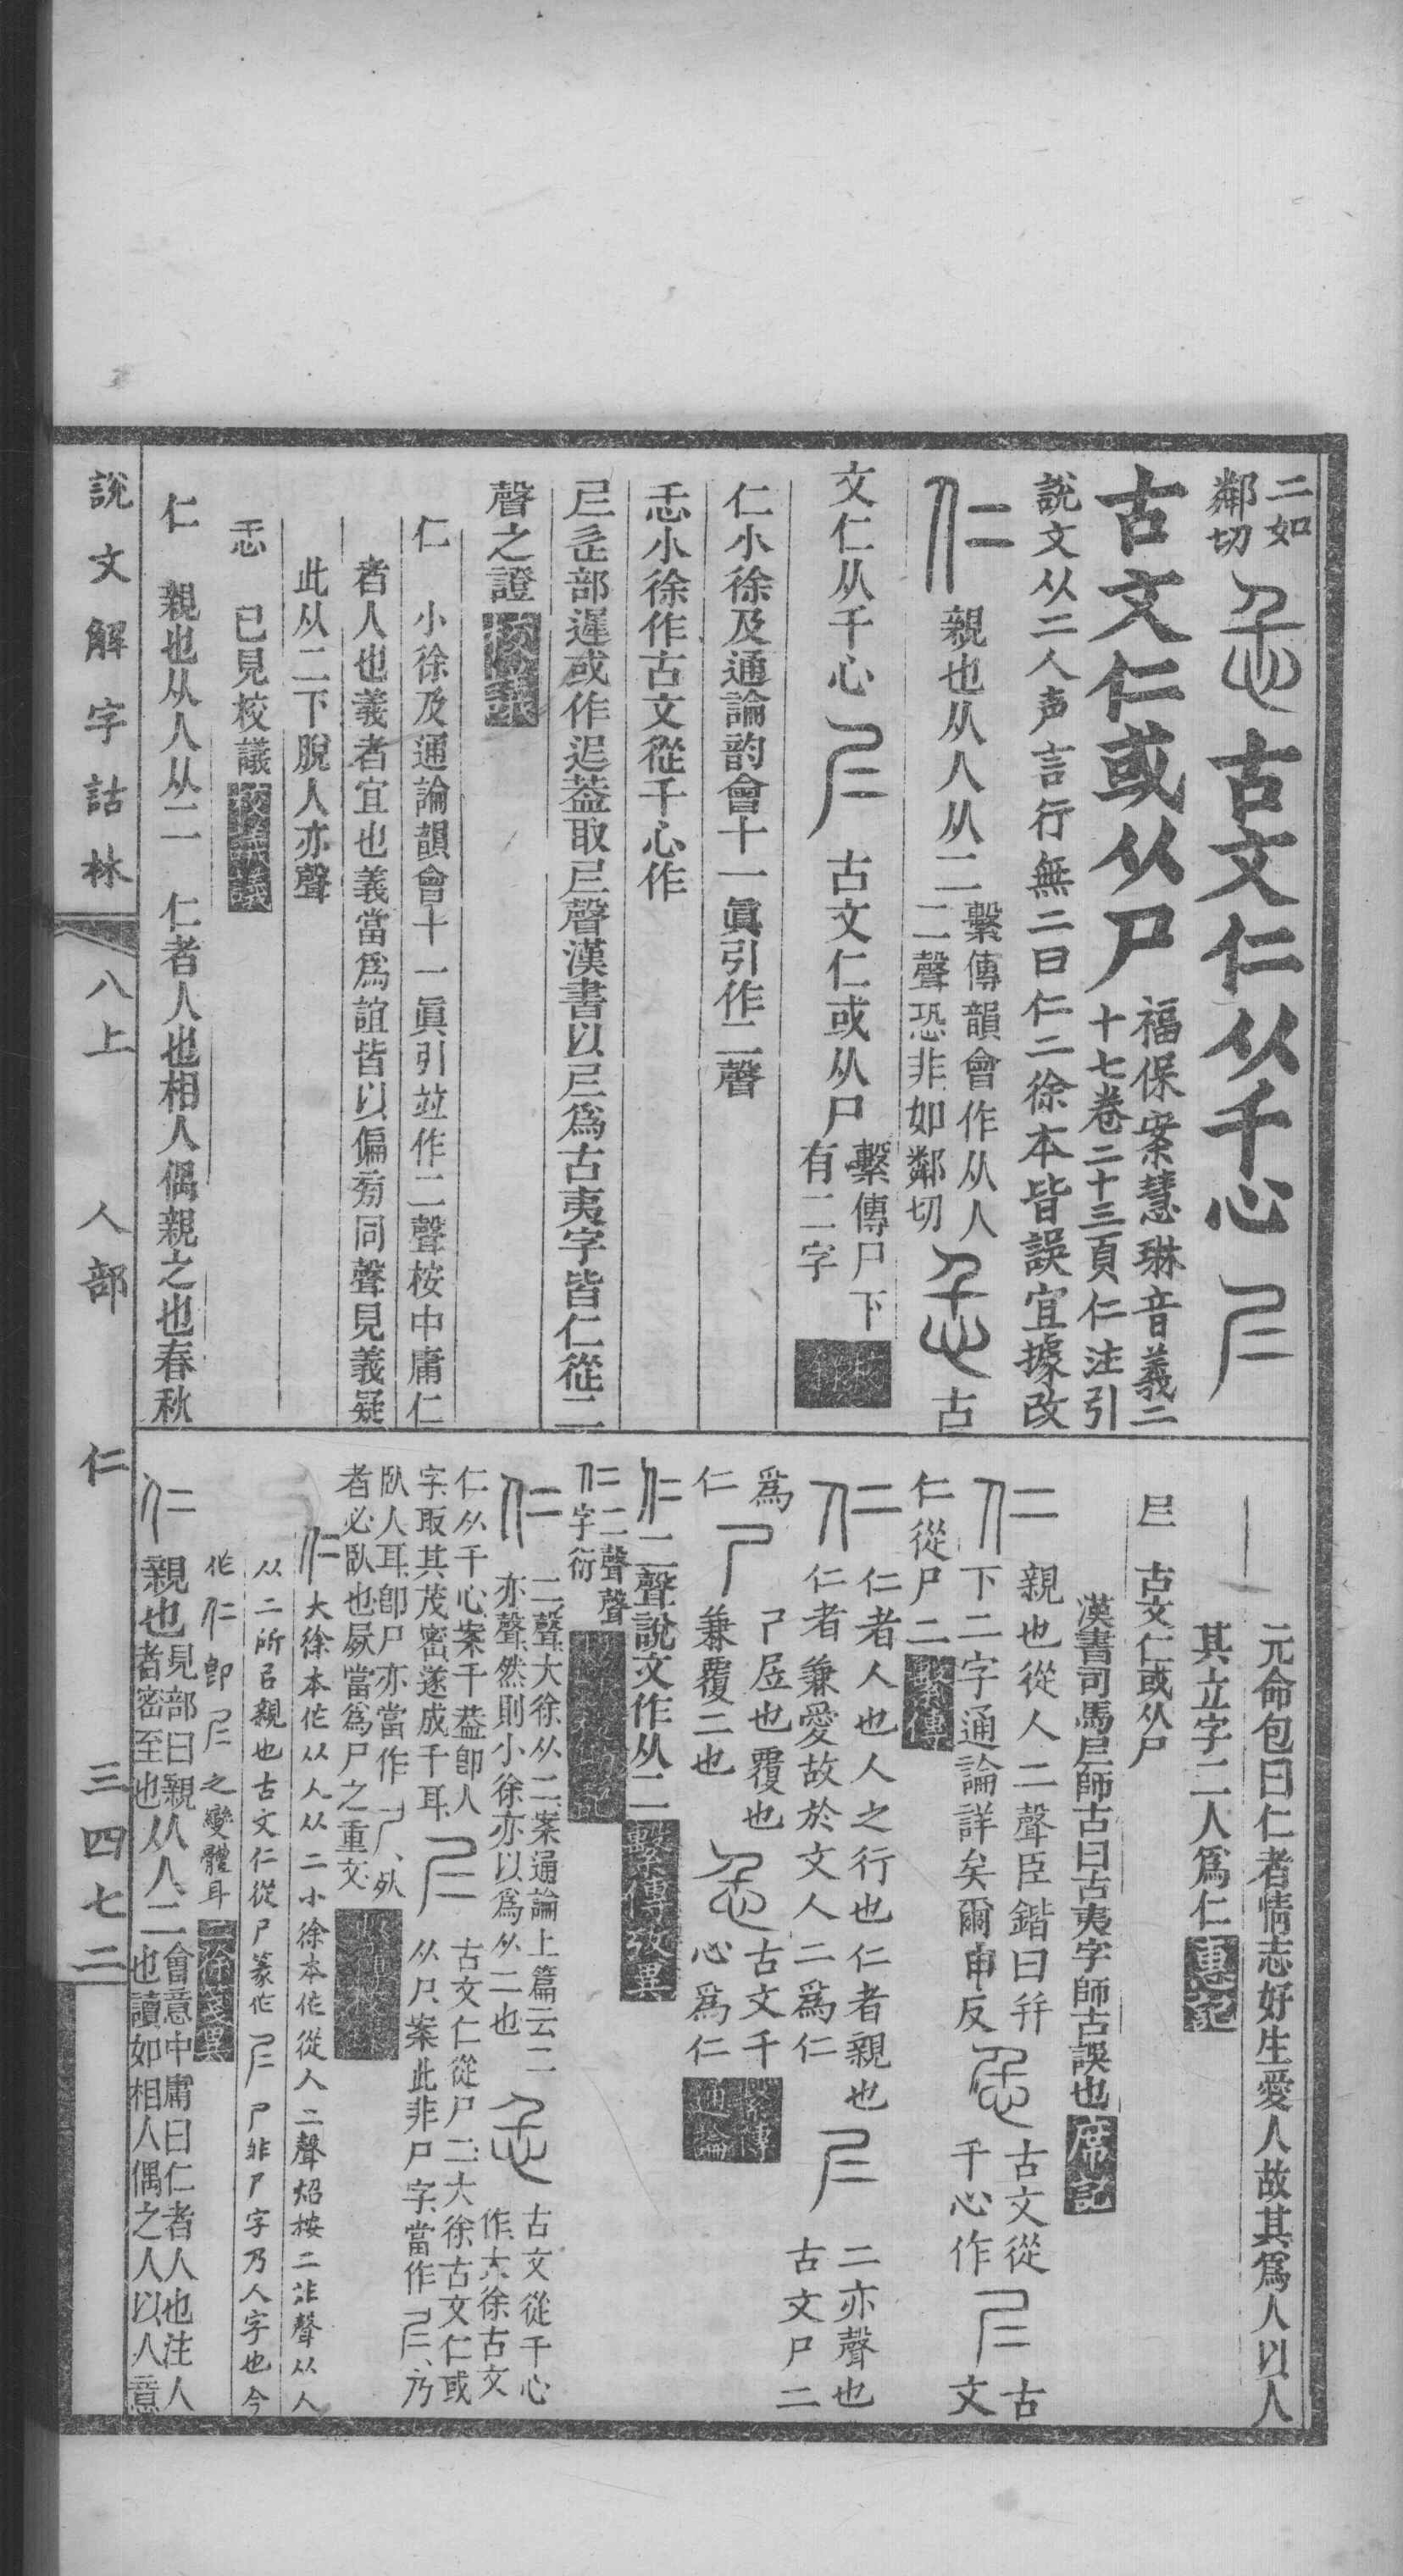 二如
鄰切
忎古文仁从千心𡰥
古文仁或从尸
福保案慧琳音義二
十七卷二十三頁仁注引
說文从二人声言行無二曰仁二徐本皆誤宜據改
仁親也从人从二
繫傳韻會作从人
二聲恐非如鄰切
忎古
文仁从千心𡰥古文仁或从尸
繫傳尸下
有二字
仁小徐及通論韵會十一眞引作二聲
忎小徐作古文從千心作
𡰥辵部遲或作迟葢取𡰥聲漢書以𡰥爲古夷字皆仁從二
聲之證
仁 小徐及通論韻會十一眞引竝作二聲桉中庸仁
者人也義者宜也義當爲誼皆以偏旁同聲見義疑
此从二下脫人亦聲
忎 已見校議
仁 親也从人从二 仁者人也相人偶親之也春秋
元命包曰仁者情志好生愛人故其爲人以人
其立字二人爲仁 惠記
𡰥 古文仁或从尸
漢書司馬𡰥師古曰古夷字師古誤也 席記
仁
親也從人二聲臣鍇曰幷
下二字通論詳矣爾申反
忎
古文從
千心作
𡰥
古
文
仁從尸二 繫傳
仁
仁者人也人之行也仁者親也
仁者兼愛故於文人二爲仁
𡰥
二亦聲也
古文尸二
爲
仁
尸
尸𡱝也覆也
兼覆二也
忎
古文千
心爲仁
繫傳
通論
仁二聲說文作从二 繫傳攷異
仁二聲聲
字衍
仁
二聲大徐从二案通論上篇云二
亦聲然則小徐亦以爲从二也
忎
古文從千心
作大徐古文
仁从千心案千葢卽人
字取其茂密遂成千耳
𡰥
古文仁從尸二大徐古文仁或
从尸案此非尸字當作𡰥乃
臥人耳卽尸亦當作尸
者必臥也𡰥當爲尸之重文
仁大徐本作从人从二小徐本作從人二聲炤桉二非聲从人
从二所㠯親也古文仁從尸篆作𡰥尸非尸字乃人字也今
作仁卽𡰥之變體耳 二徐箋異
仁親也
見部曰親
者密至也
从人二
會意中庸曰仁者人也注人
也讀如相人偶之人以人意
說文解字詁林 八上 人部 仁 三四七二